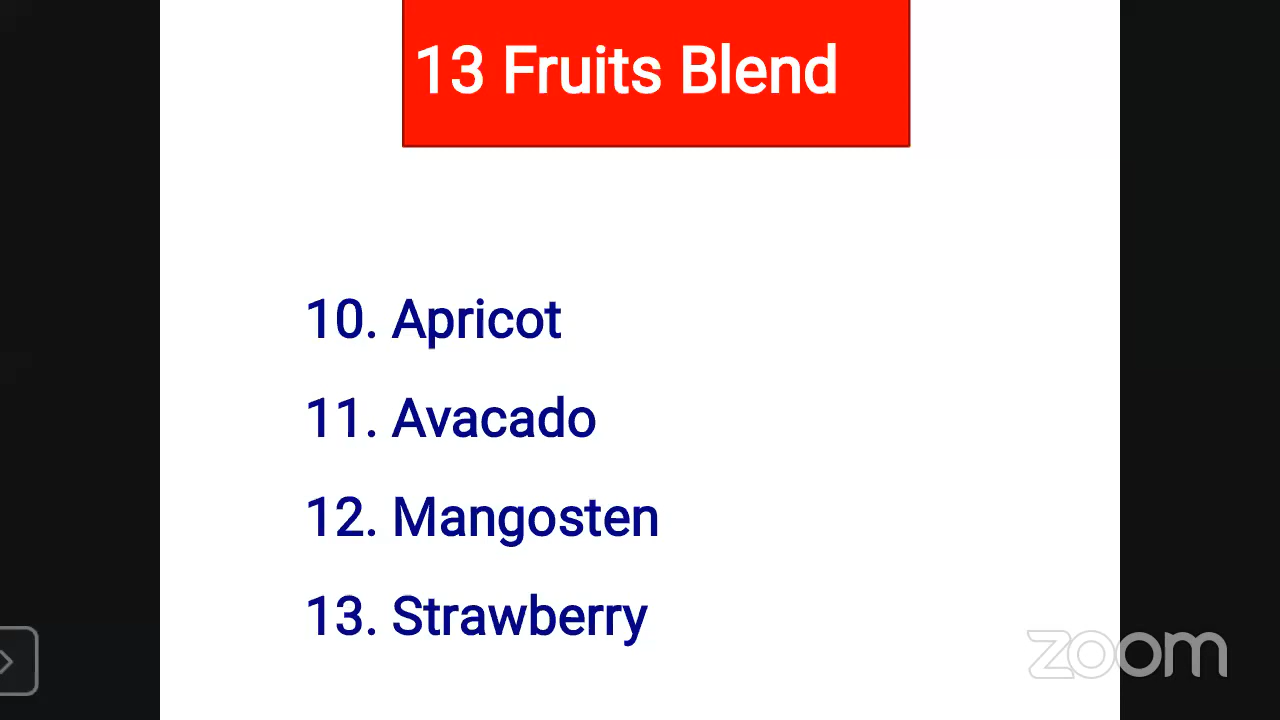 13 Fruits Blend
10. Apricot
11. Avacado
12. Mangosten
13. Strawberry
zoom